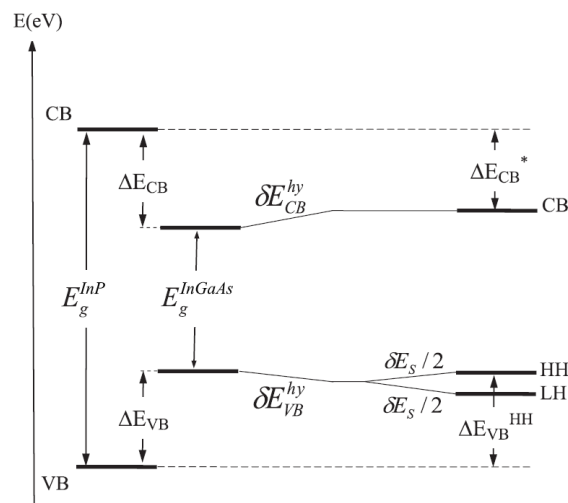 E(eV)
CB
ΔE_CB
δE_CB^hy
ΔE_CB^*
CB
E_g^InP
E_g^InGaAs
δE_s / 2
HH
δE_VB^hy
δE_s / 2
LH
ΔE_VB
ΔE_VB^HH
VB